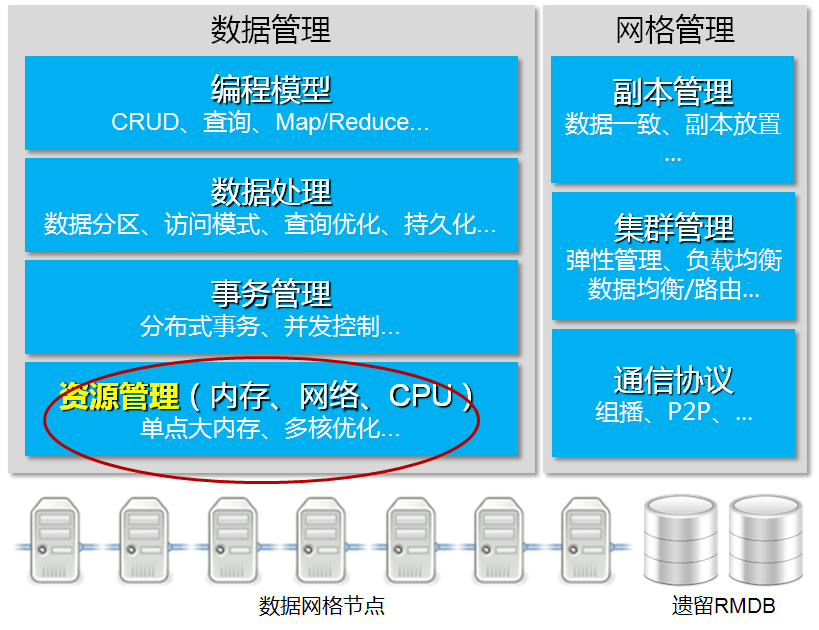 数据管理
编程模型
CRUD、查询、Map/Reduce...
数据处理
数据分区、访问模式、查询优化、持久化...
事务管理
分布式事务、并发控制...
资源管理（内存、网络、CPU）
单点大内存、多核优化...
网格管理
副本管理
数据一致、副本放置
...
集群管理
弹性管理、负载均衡
数据均衡/路由...
通信协议
组播、P2P、...
数据网格节点
遗留RMDB